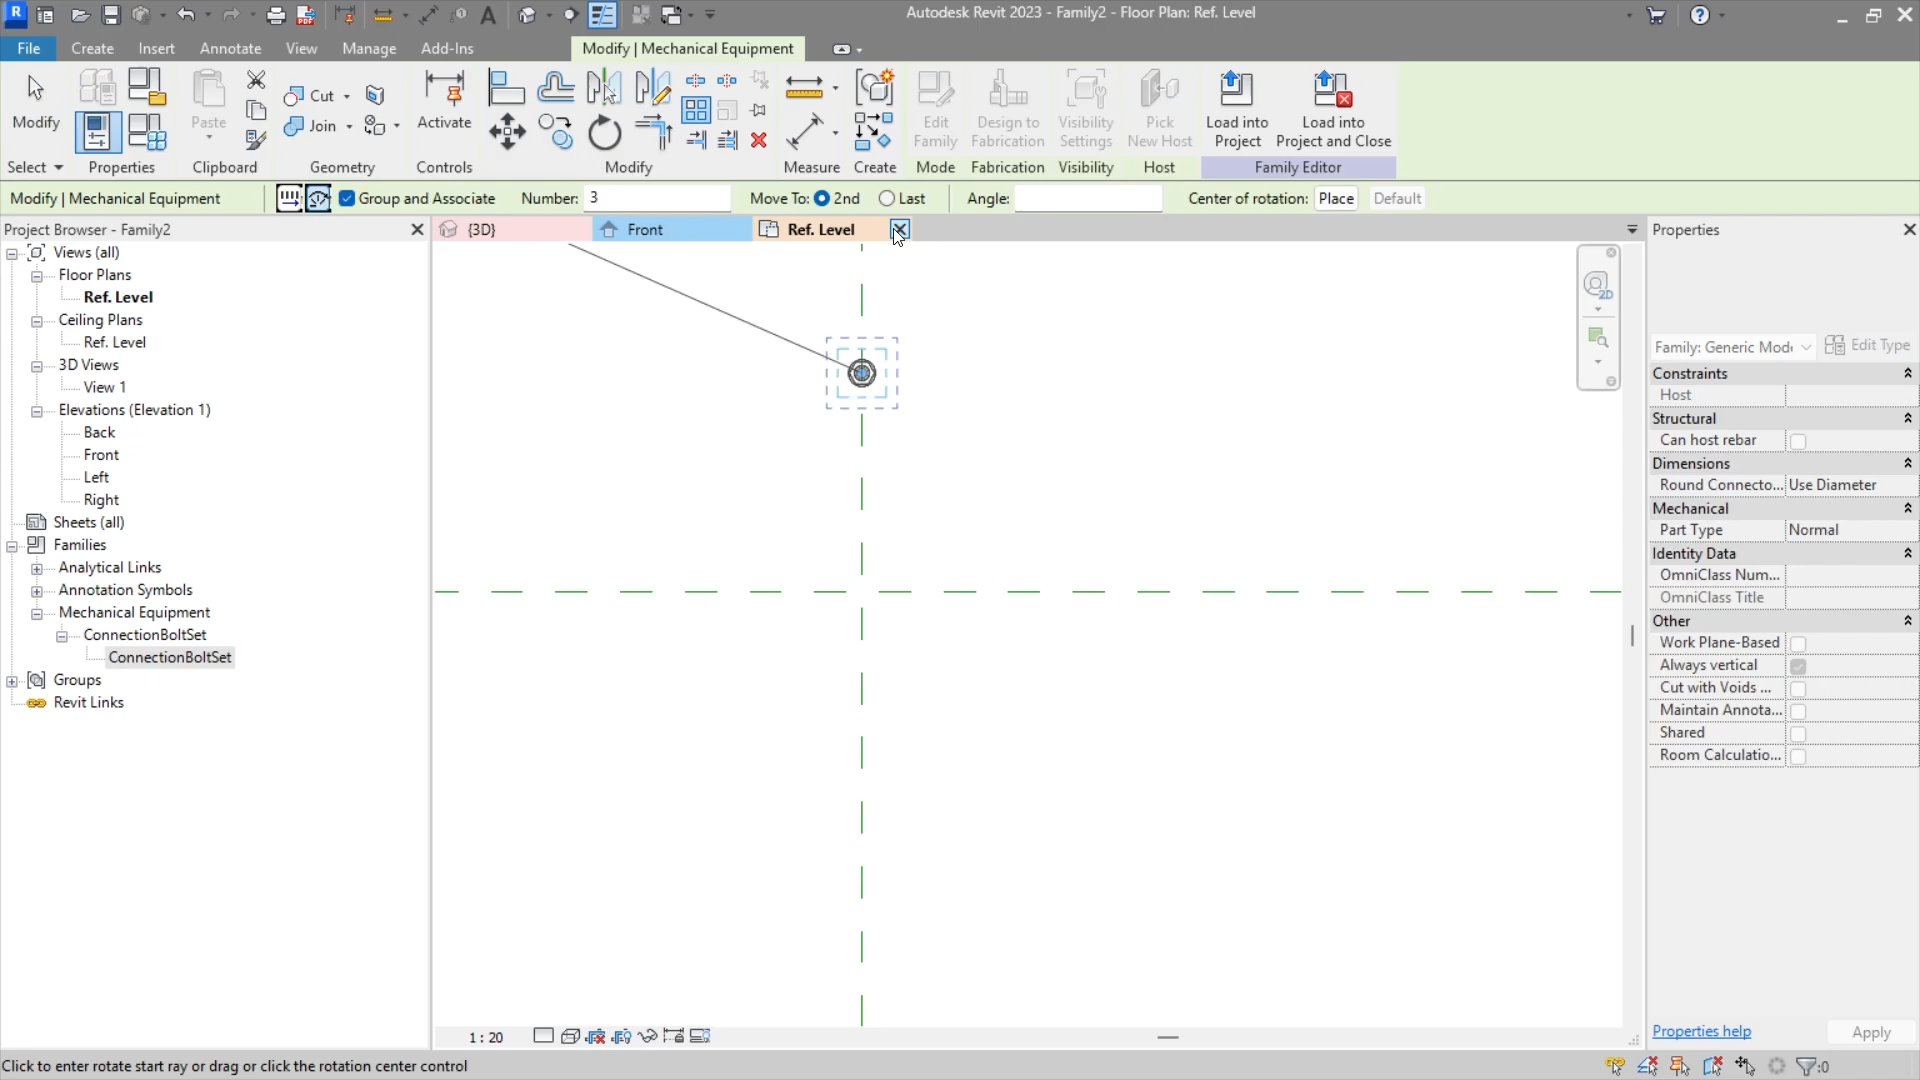 R
A
Autodesk Revit 2023 - Family2 - Floor Plan: Ref. Level
File
Create
Insert
Annotate
View
Manage
Add-Ins
Modify | Mechanical Equipment
Modify
Paste
Cut
Join
Activate
Edit
Family
Design to
Fabrication
Visibility
Settings
Pick
New Host
Load into
Project
Load into
Project and Close
Select
Properties
Clipboard
Geometry
Controls
Modify
Measure
Create
Mode
Fabrication
Visibility
Host
Family Editor
Modify | Mechanical Equipment
Group and Associate
Number: 3
Move To: 2nd
Last
Angle:
Center of rotation: Place
Default
Project Browser - Family2
Views (all)
Floor Plans
Ref. Level
Ceiling Plans
Ref. Level
3D Views
View 1
Elevations (Elevation 1)
Back
Front
Left
Right
Sheets (all)
Families
Analytical Links
Annotation Symbols
Mechanical Equipment
ConnectionBoltSet
ConnectionBoltSet
Groups
Revit Links
{3D}
Front
Ref. Level
2D
1 : 20
Properties
Family: Generic Mod
Edit Type
Constraints
Host
Structural
Can host rebar
Dimensions
Round Connecto... Use Diameter
Mechanical
Part Type Normal
Identity Data
OmniClass Num...
OmniClass Title
Other
Work Plane-Based
Always vertical
Cut with Voids ...
Maintain Annota...
Shared
Room Calculatio...
Properties help
Apply
Click to enter rotate start ray or drag or click the rotation center control
:0